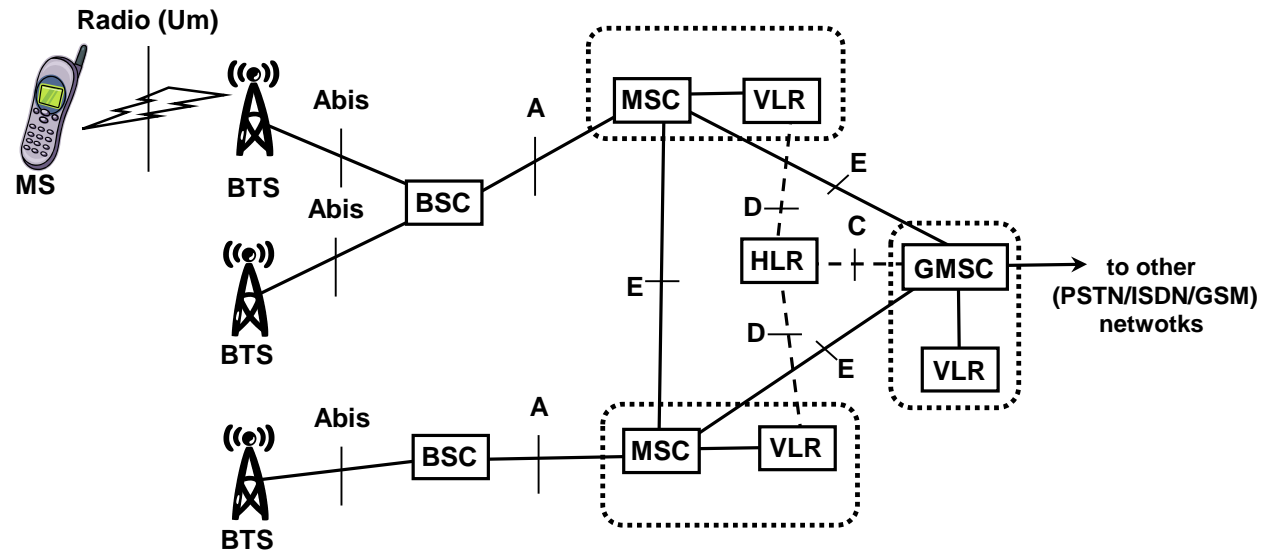 Radio (Um)
MS
BTS
Abis
Abis
BTS
BSC
A
MSC
VLR
E
D
C
HLR
GMSC
E
D
E
VLR
to other
(PSTN/ISDN/GSM)
netwotks
BTS
Abis
BSC
A
MSC
VLR